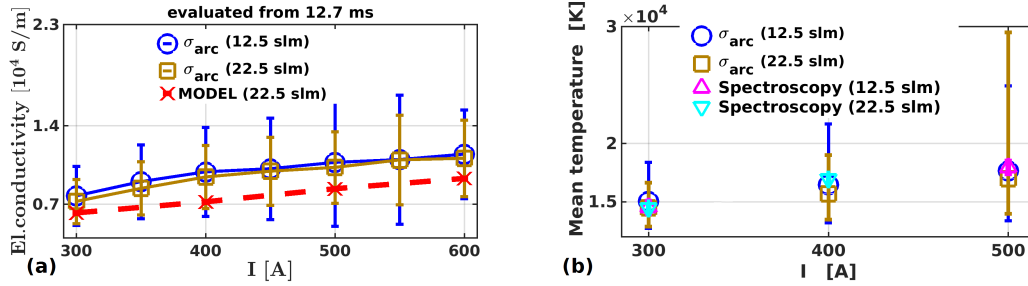 evaluated from 12.7 ms
El.conductivity [10⁴ S/m]
2.3
1.4
0.7
σarc (12.5 slm)
σarc (22.5 slm)
MODEL (22.5 slm)
300
400
500
600
I [A]
(a)
Mean temperature [K]
×10⁴
3
2
1.5
σarc (12.5 slm)
σarc (22.5 slm)
Spectroscopy (12.5 slm)
Spectroscopy (22.5 slm)
300
400
500
I [A]
(b)